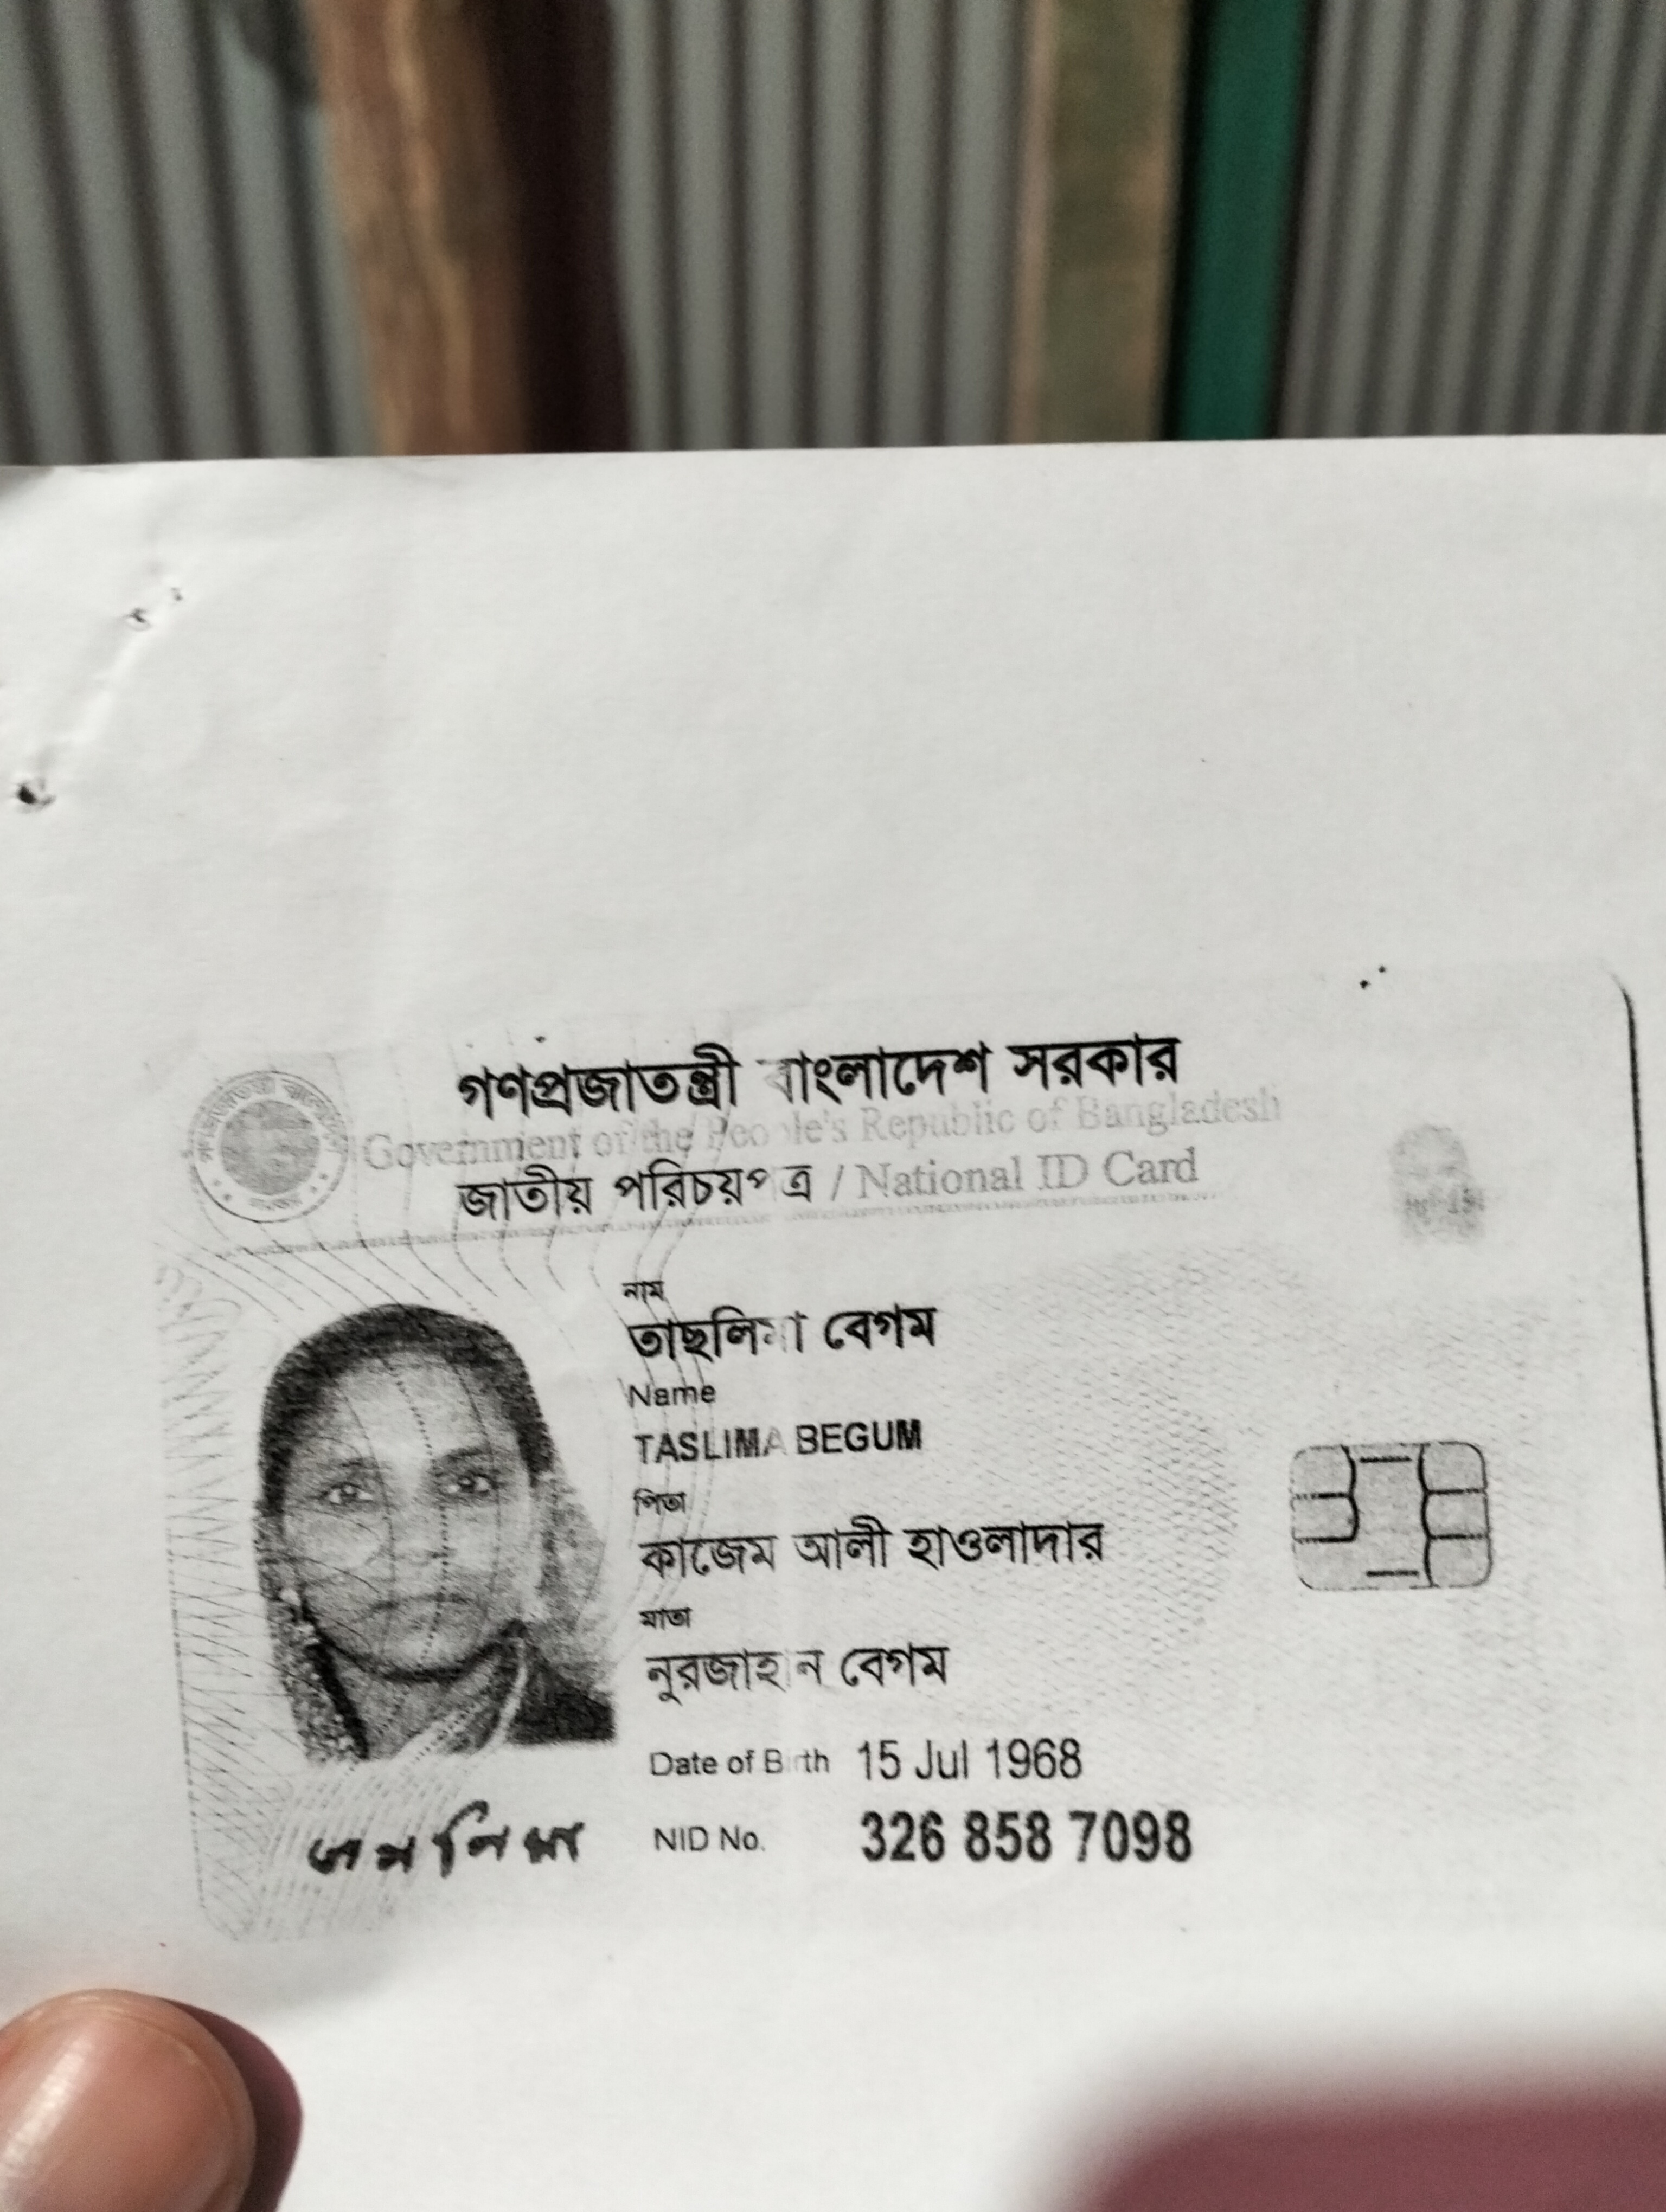 গণপ্রজাতন্ত্রী বাংলাদেশ সরকার
Government of the People's Republic of Bangladesh
জাতীয় পরিচয়পত্র / National ID Card
নাম
তাছলিমা বেগম
Name
TASLIMA BEGUM
পিতা
কাজেম আলী হাওলাদার
মাতা
নুরজাহান বেগম
Date of Birth 15 Jul 1968
NID No. 326 858 7098